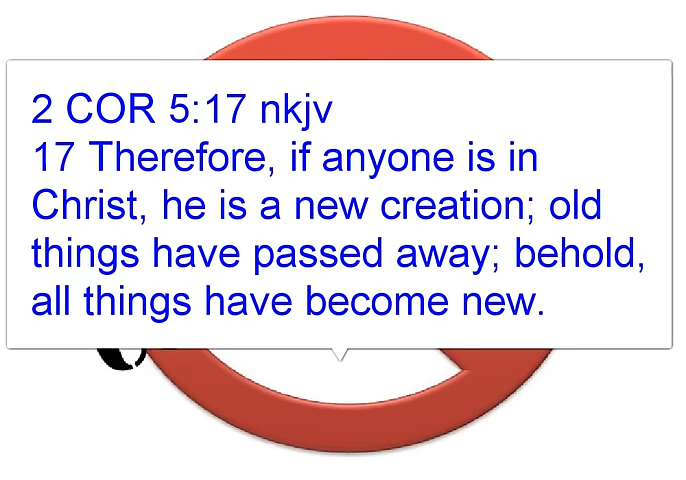 2 COR 5:17 nkjv
17 Therefore, if anyone is in
Christ, he is a new creation; old
things have passed away; behold,
all things have become new.